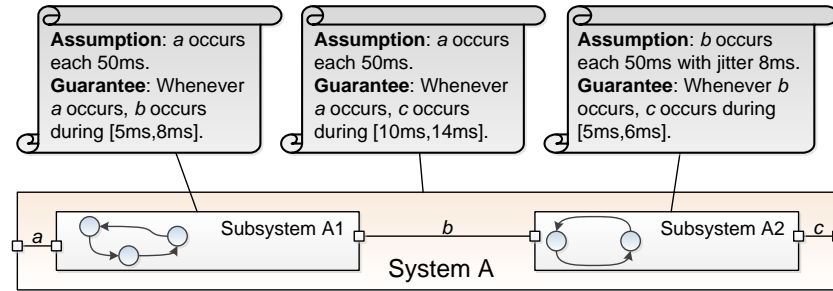 Assumption: a occurs
each 50ms.
Guarantee: Whenever
a occurs, b occurs
during [5ms,8ms].
Assumption: a occurs
each 50ms.
Guarantee: Whenever
a occurs, c occurs
during [10ms,14ms].
Assumption: b occurs
each 50ms with jitter 8ms.
Guarantee: Whenever b
occurs, c occurs during
[5ms,6ms].
a
Subsystem A1
b
Subsystem A2
c
System A